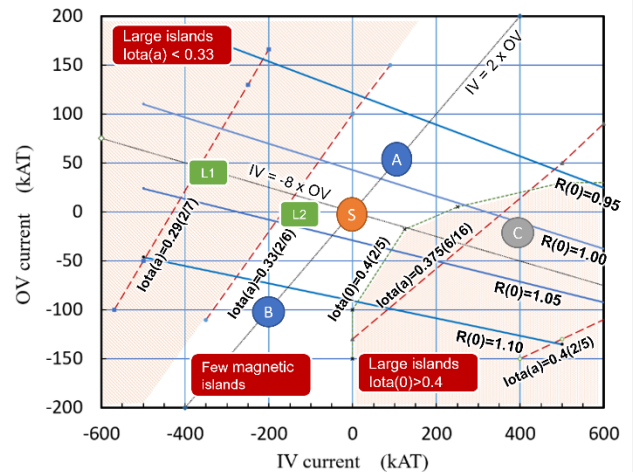 200
150
100
50
0
-50
-100
-150
-200
OV current (kAT)
Large islands
Iota(a) < 0.33
IV = 2 x OV
A
L1
IV = -8 x OV
L2
S
C
R(0)=0.95
R(0)=1.00
R(0)=1.05
R(0)=1.10
Iota(a)=0.29(2/7)
Iota(a)=0.33(2/6)
Iota(0)=0.4(2/5)
Iota(a)=0.375(6/16)
Iota(a)=0.4(2/5)
B
Few magnetic
islands
Large islands
Iota(0)>0.4
-600 -400 -200 0 200 400 600
IV current (kAT)